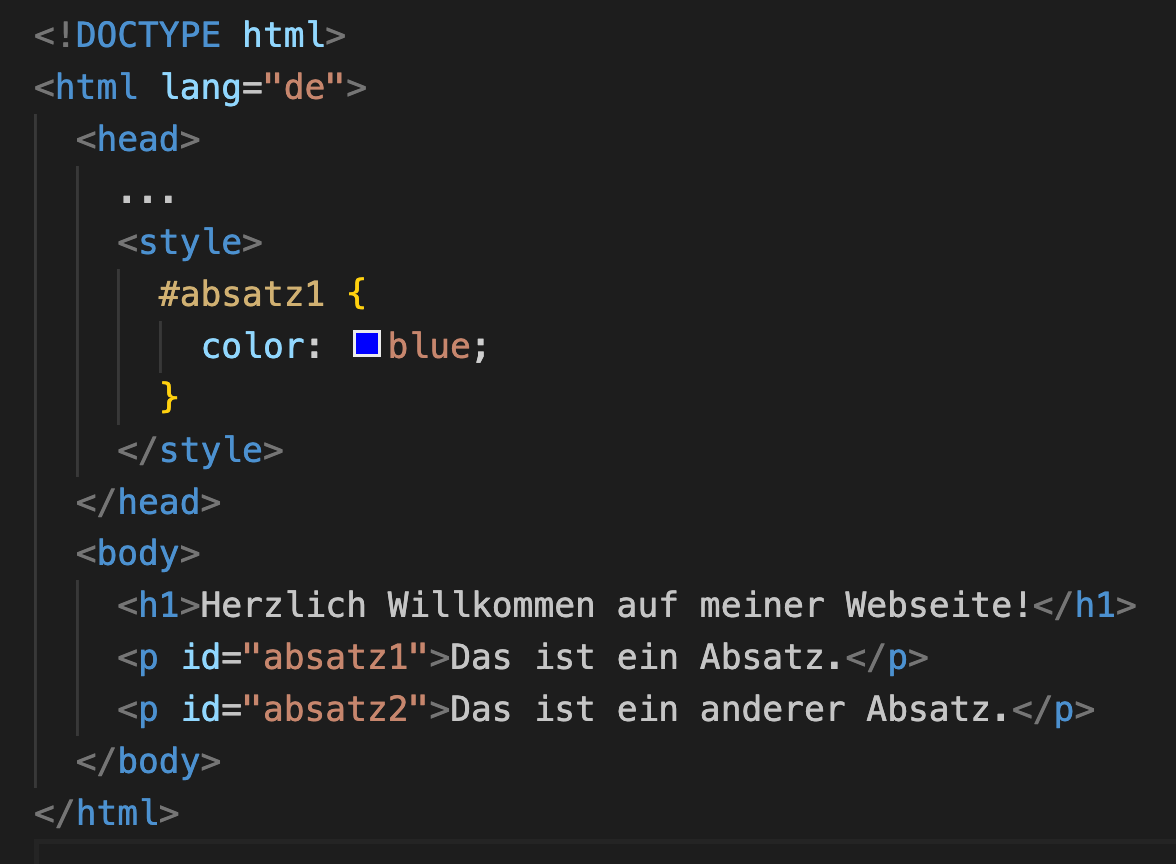 <!DOCTYPE html>
<html lang="de">
<head>
...
<style>
#absatz1 {
color: blue;
}
</style>
</head>
<body>
<h1>Herzlich Willkommen auf meiner Webseite!</h1>
<p id="absatz1">Das ist ein Absatz.</p>
<p id="absatz2">Das ist ein anderer Absatz.</p>
</body>
</html>